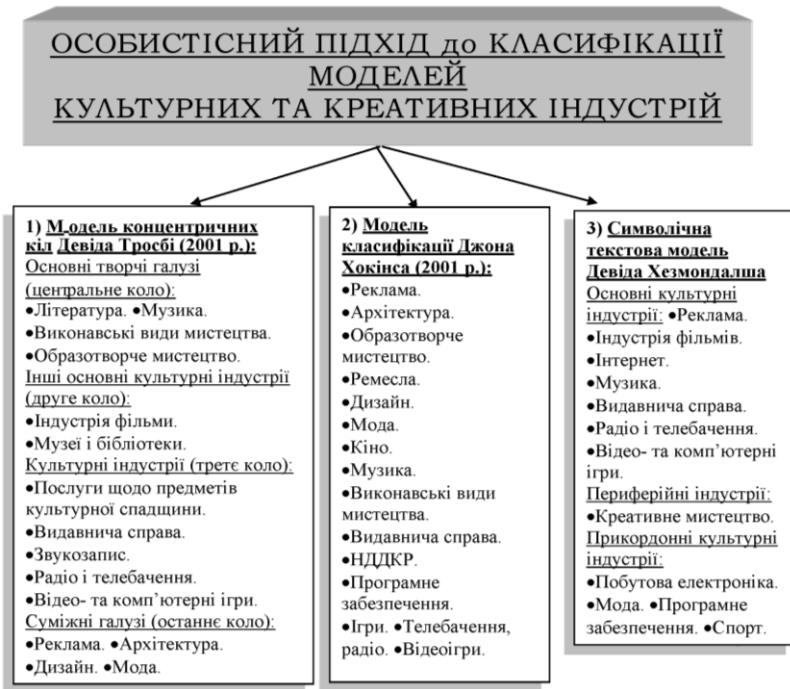 ОСОБИСТІСНИЙ ПІДХІД до КЛАСИФІКАЦІЇ
МОДЕЛЕЙ
КУЛЬТУРНИХ ТА КРЕАТИВНИХ ІНДУСТРІЙ
1) М одель концентричних
кіл Девіда Тросбі (2001 р.):
Основні творчі галузі
(центральне коло):
•Література. •Музика.
•Виконавські види мистецтва.
•Образотворче мистецтво.
Інші основні культурні індустрії
(друге коло):
•Індустрія фільми.
•Музеї і бібліотеки.
Культурні індустрії (третє коло):
•Послуги щодо предметів
культурної спадщини.
•Видавнича справа.
•Звукозапис.
•Радіо і телебачення.
•Відео- та комп’ютерні ігри.
Суміжні галузі (останнє коло):
•Реклама. •Архітектура.
•Дизайн. •Мода.
2) Модель
класифікації Джона
Хокінса (2001 р.):
•Реклама.
•Архітектура.
•Образотворче
мистецтво.
•Ремесла.
•Дизайн.
•Мода.
•Кіно.
•Музика.
•Виконавські види
мистецтва.
•Видавнича справа.
•НДДКР.
•Програмне
забезпечення.
•Ігри. •Телебачення,
радіо. •Відеоігри.
3) Символічна
текстова модель
Девіда Хезмондалша
Основні культурні
індустрії: •Реклама.
•Індустрія фільмів.
•Інтернет.
•Музика.
•Видавнича справа.
•Радіо і телебачення.
•Відео- та комп’ютерні
ігри.
Периферійні індустрії:
•Креативне мистецтво.
Прикордонні культурні
індустрії:
•Побутова електроніка.
•Мода. •Програмне
забезпечення. •Спорт.